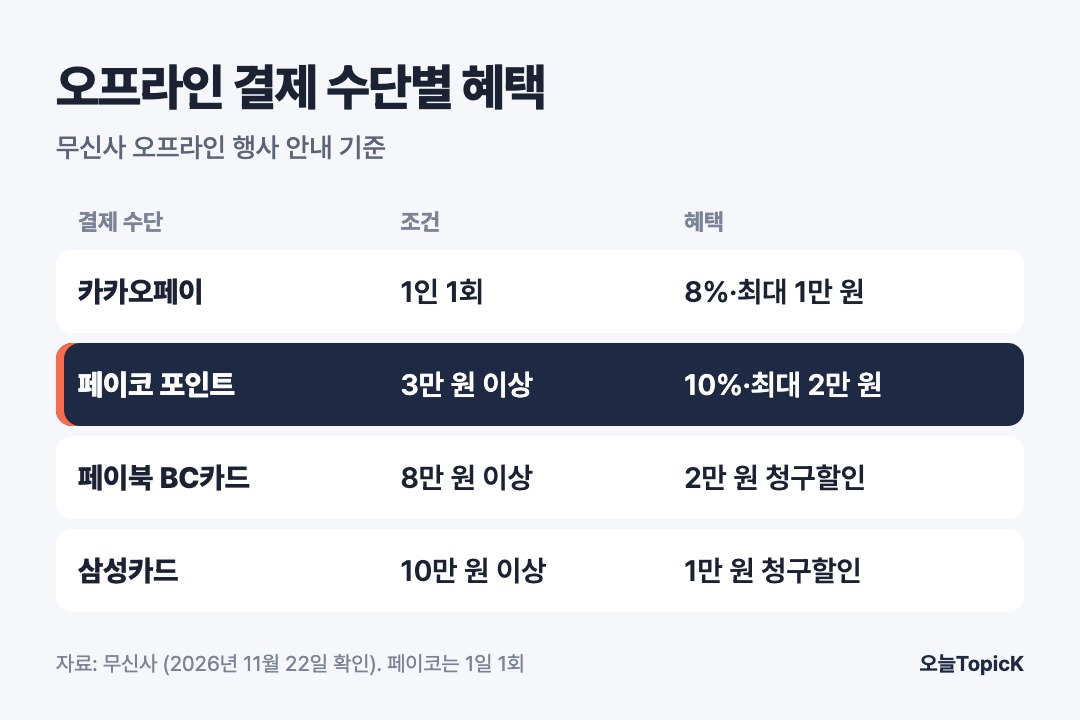 오프라인 결제 수단별 혜택
무신사 오프라인 행사 안내 기준
결제 수단 조건 혜택
카카오페이 1인 1회 8%·최대 1만 원
페이코 포인트 3만 원 이상 10%·최대 2만 원
페이북 BC카드 8만 원 이상 2만 원 청구할인
삼성카드 10만 원 이상 1만 원 청구할인
자료: 무신사 (2026년 11월 22일 확인). 페이코는 1일 1회 오늘TopicK